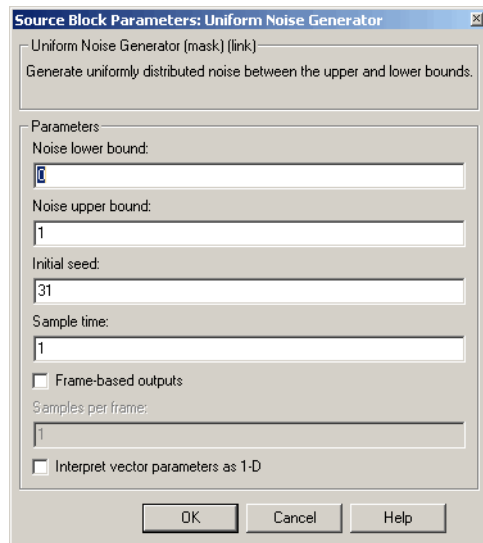 Source Block Parameters: Uniform Noise Generator
Uniform Noise Generator (mask) (link)
Generate uniformly distributed noise between the upper and lower bounds.
Parameters
Noise lower bound:
0
Noise upper bound:
1
Initial seed:
31
Sample time:
1
Frame-based outputs
Samples per frame:
1
Interpret vector parameters as 1-D
OK Cancel Help